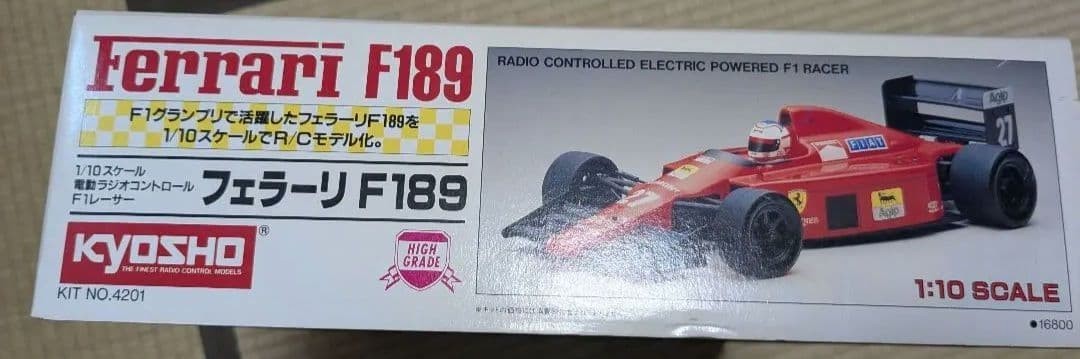 Ferrari F189
F1グランプリで活躍したフェラーリF189を
1/10スケールでR/Cモデル化。
1/10スケール
電動ラジオコントロール
F1レーサー
フェラーリ F189
KYOSHO®
THE FINEST RADIO CONTROL MODELS
KIT NO.4201
HIGH
GRADE
RADIO CONTROLLED ELECTRIC POWERED F1 RACER
Agip
27
FIAT
27
Agip
1:10 SCALE
●16800